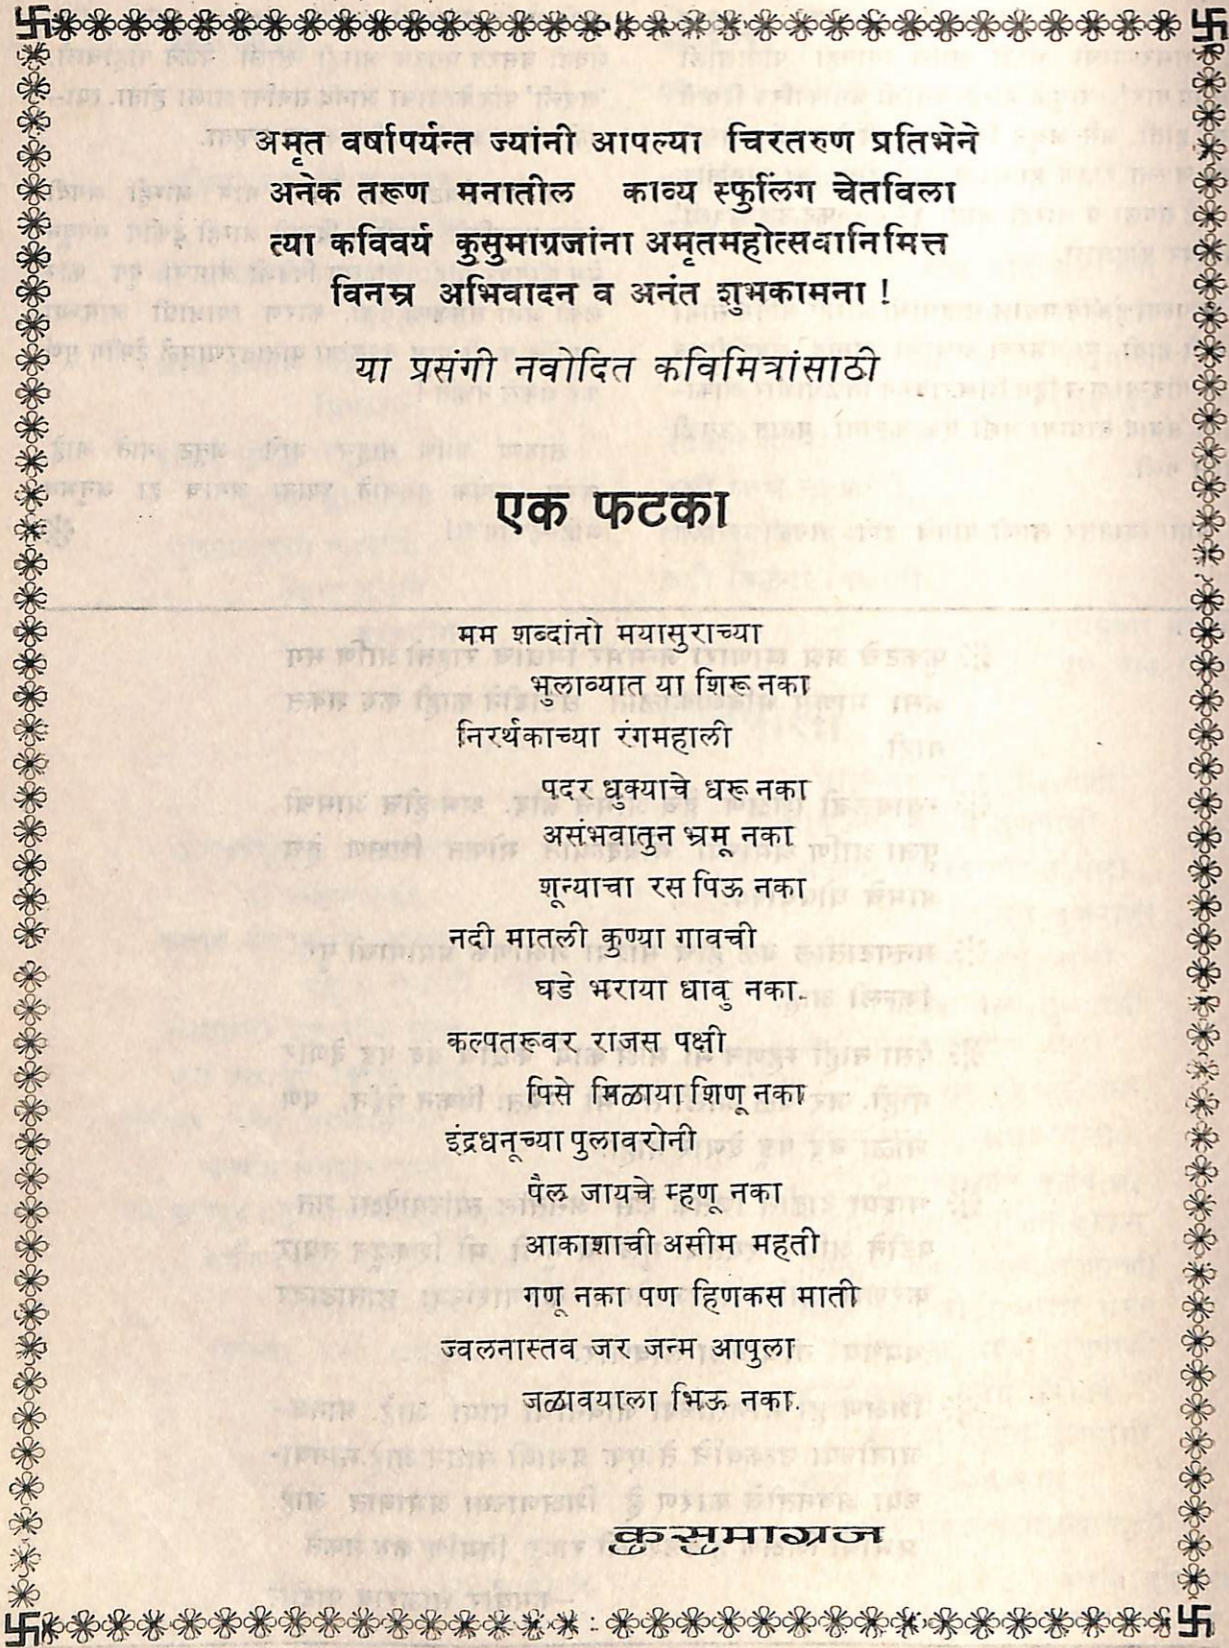 अमृत वर्षापर्यन्त ज्यांनी आपल्या चिरतरुण प्रतिभेने
अनेक तरूण मनातील काव्य स्फुलिंग चेतविला
त्या कविवर्य कुसुमाग्रजांना अमृतमहोत्सवानिमित्त
विनम्र अभिवादन व अनंत शुभकामना !
या प्रसंगी नवोदित कविमित्रांसाठी
एक फटका
मम शब्दांनो मयासुराच्या
भुलाव्यात या शिरू नका
निरर्थकाच्या रंगमहाली
पदर धुक्याचे धरू नका
असंभवातुन भ्रमू नका
शून्याचा रस पिऊ नका
नदी मातली कुण्या गावची
घडे भराया धावु नका.
कल्पतरूवर राजस पक्षी
पिसे मिळाया शिणू नका
इंद्रधनूच्या पुलावरोनी
पैल जायचे म्हणू नका
आकाशाची असीम महती
गणू नका पण हिणकस माती
ज्वलनास्तव जर जन्म आपुला
जळावयाला भिऊ नका.
कुसुमाग्रज